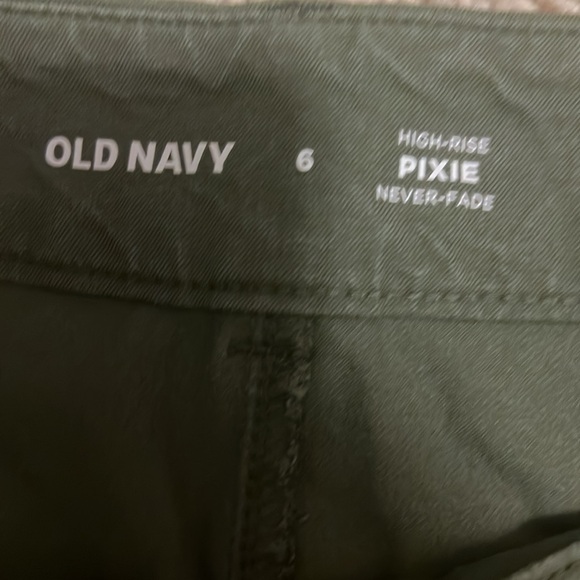 OLD NAVY
6
HIGH-RISE
PIXIE
NEVER-FADE